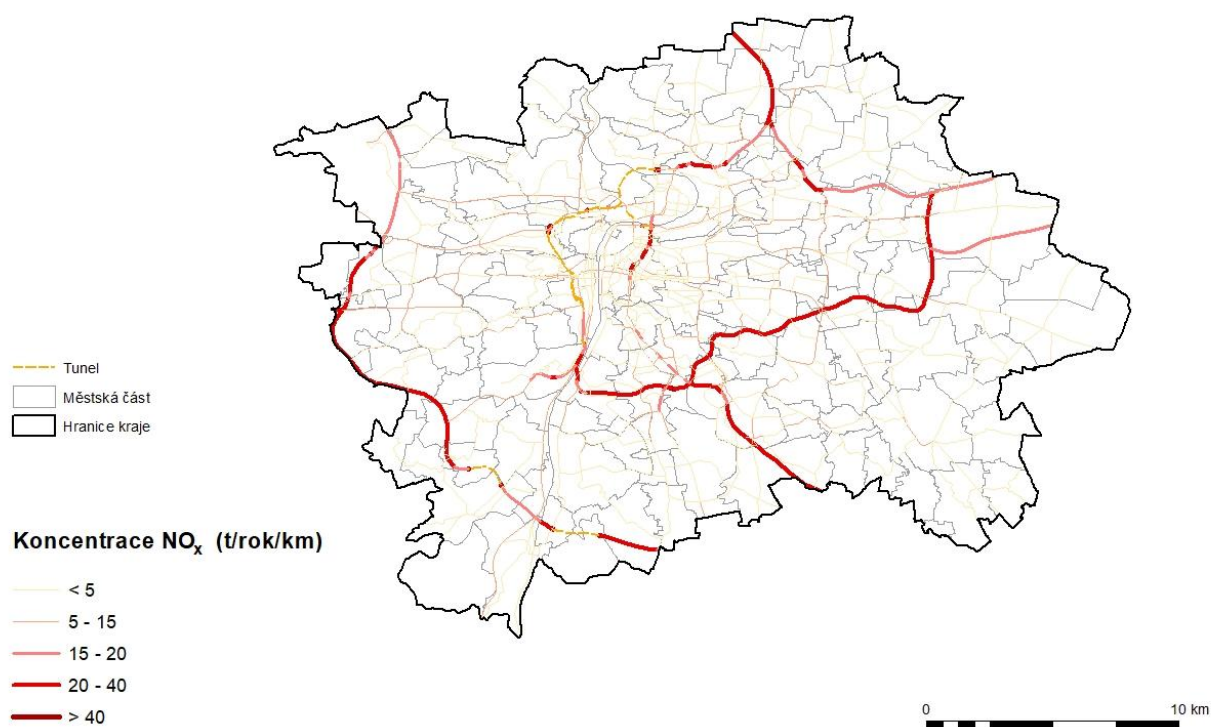 Tunel
Městská část
Hranice kraje
Koncentrace NOx (t/rok/km)
< 5
5 - 15
15 - 20
20 - 40
> 40
0 10 km